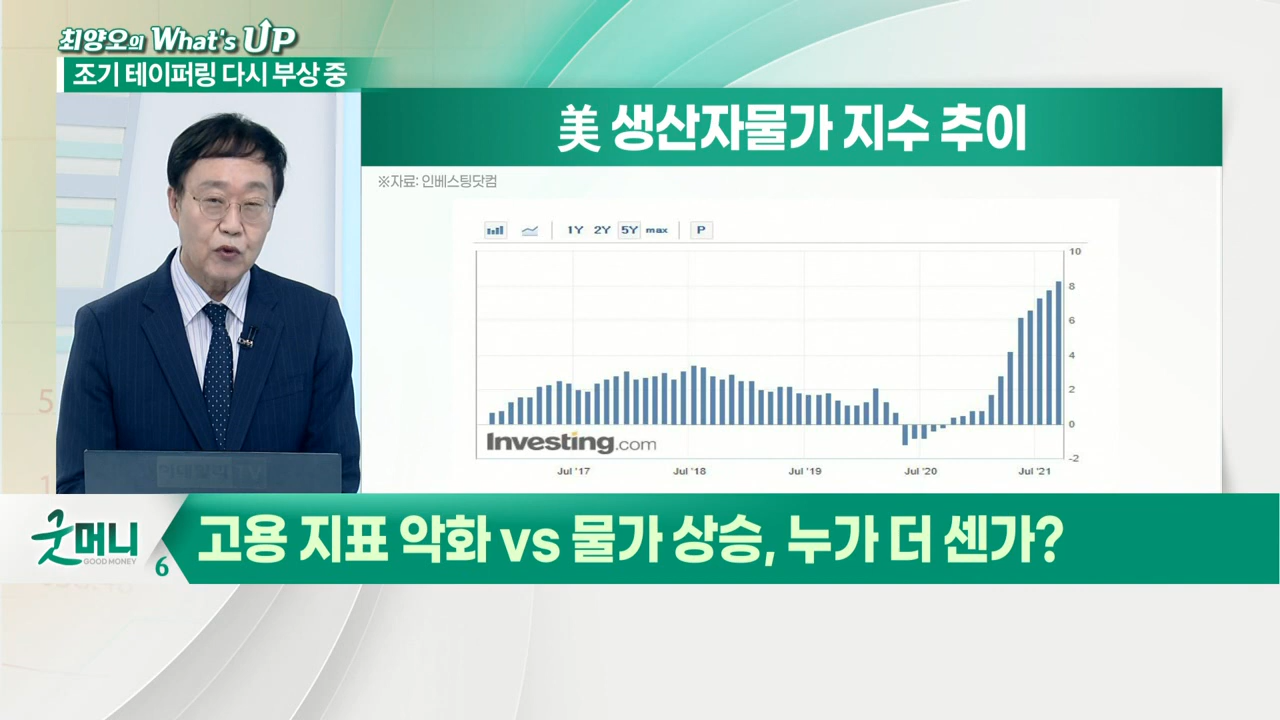 최양오의 What's UP
조기 테이퍼링 다시 부상 중
美 생산자물가 지수 추이
※자료: 인베스팅닷컴
1Y 2Y 5Y max P
10
8
6
4
2
0
-2
Investing.com
Jul '17 Jul '18 Jul '19 Jul '20 Jul '21
굿머니
GOOD MONEY
6
고용 지표 악화 vs 물가 상승, 누가 더 센가?